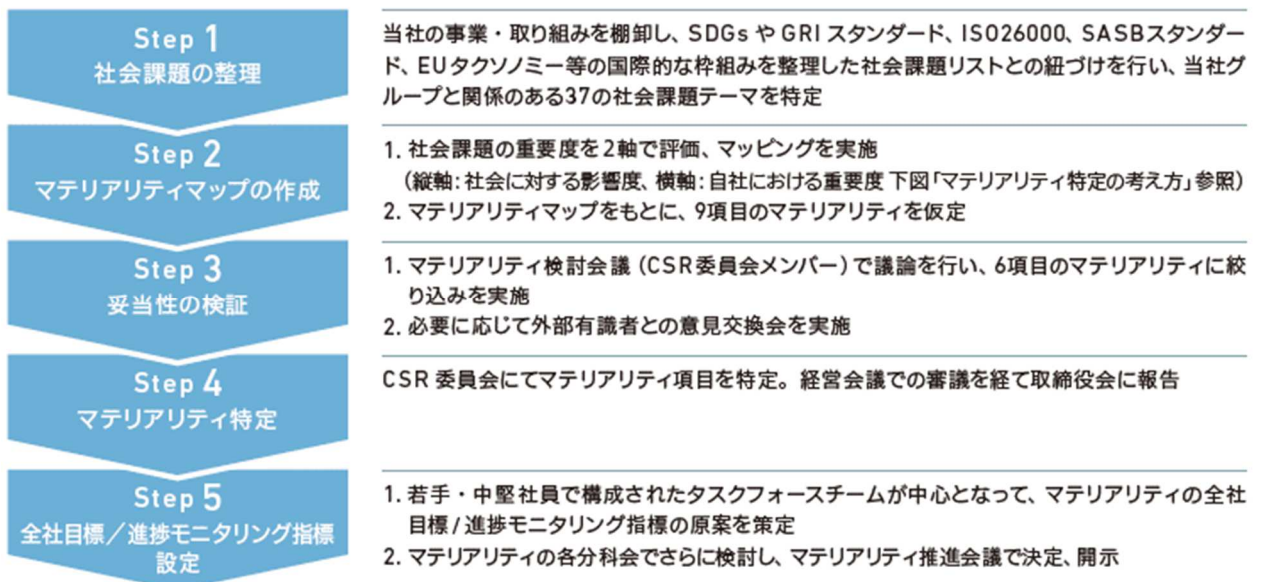 Step 1
社会課題の整理
当社の事業・取り組みを棚卸し、SDGs や GRI スタンダード、ISO26000、SASBスタンダー
ド、EUタクソノミー等の国際的な枠組みを整理した社会課題リストとの紐づけを行い、当社グ
ループと関係のある37の社会課題テーマを特定
Step 2
マテリアリティマップの作成
1. 社会課題の重要度を2軸で評価、マッピングを実施
（縦軸：社会に対する影響度、横軸：自社における重要度 下図「マテリアリティ特定の考え方」参照）
2. マテリアリティマップをもとに、9項目のマテリアリティを仮定
Step 3
妥当性の検証
1. マテリアリティ検討会議（CSR委員会メンバー）で議論を行い、6項目のマテリアリティに絞
り込みを実施
2. 必要に応じて外部有識者との意見交換会を実施
Step 4
マテリアリティ特定
CSR 委員会にてマテリアリティ項目を特定。経営会議での審議を経て取締役会に報告
Step 5
全社目標／進捗モニタリング指標
設定
1. 若手・中堅社員で構成されたタスクフォースチームが中心となって、マテリアリティの全社
目標/進捗モニタリング指標の原案を策定
2. マテリアリティの各分科会でさらに検討し、マテリアリティ推進会議で決定、開示